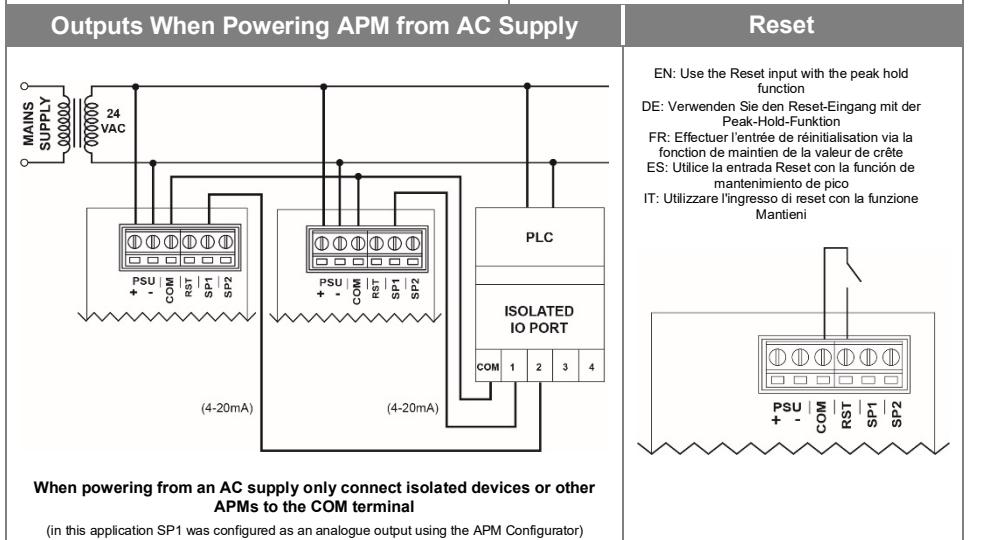 Outputs When Powering APM from AC Supply
MAINS
SUPPLY
24
VAC
PSU
+ -
COM
RST
SP1
SP2
PSU
+ -
COM
RST
SP1
SP2
PLC
ISOLATED
IO PORT
COM 1 2 3 4
(4-20mA)
(4-20mA)
When powering from an AC supply only connect isolated devices or other
APMs to the COM terminal
(in this application SP1 was configured as an analogue output using the APM Configurator)
Reset
EN: Use the Reset input with the peak hold
function
DE: Verwenden Sie den Reset-Eingang mit der
Peak-Hold-Funktion
FR: Effectuer l'entrée de réinitialisation via la
fonction de maintien de la valeur de crête
ES: Utilice la entrada Reset con la función de
mantenimiento de pico
IT: Utilizzare l'ingresso di reset con la funzione
Mantieni
PSU
+ -
COM
RST
SP1
SP2